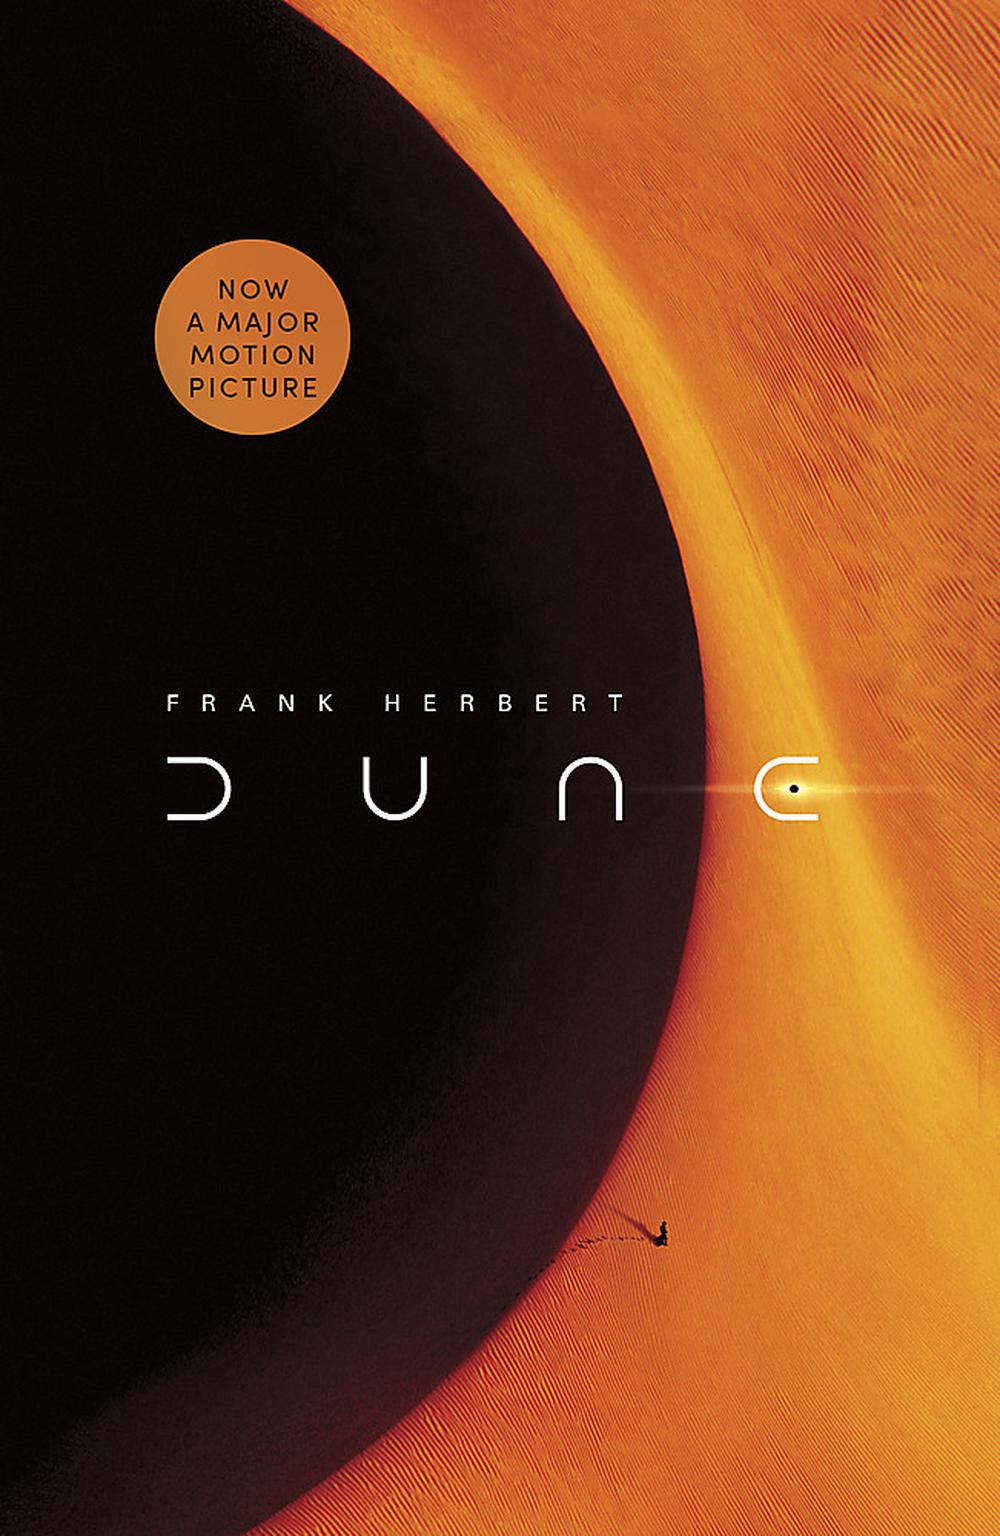 NOW
A MAJOR
MOTION
PICTURE
FRANK HERBERT
DUNE